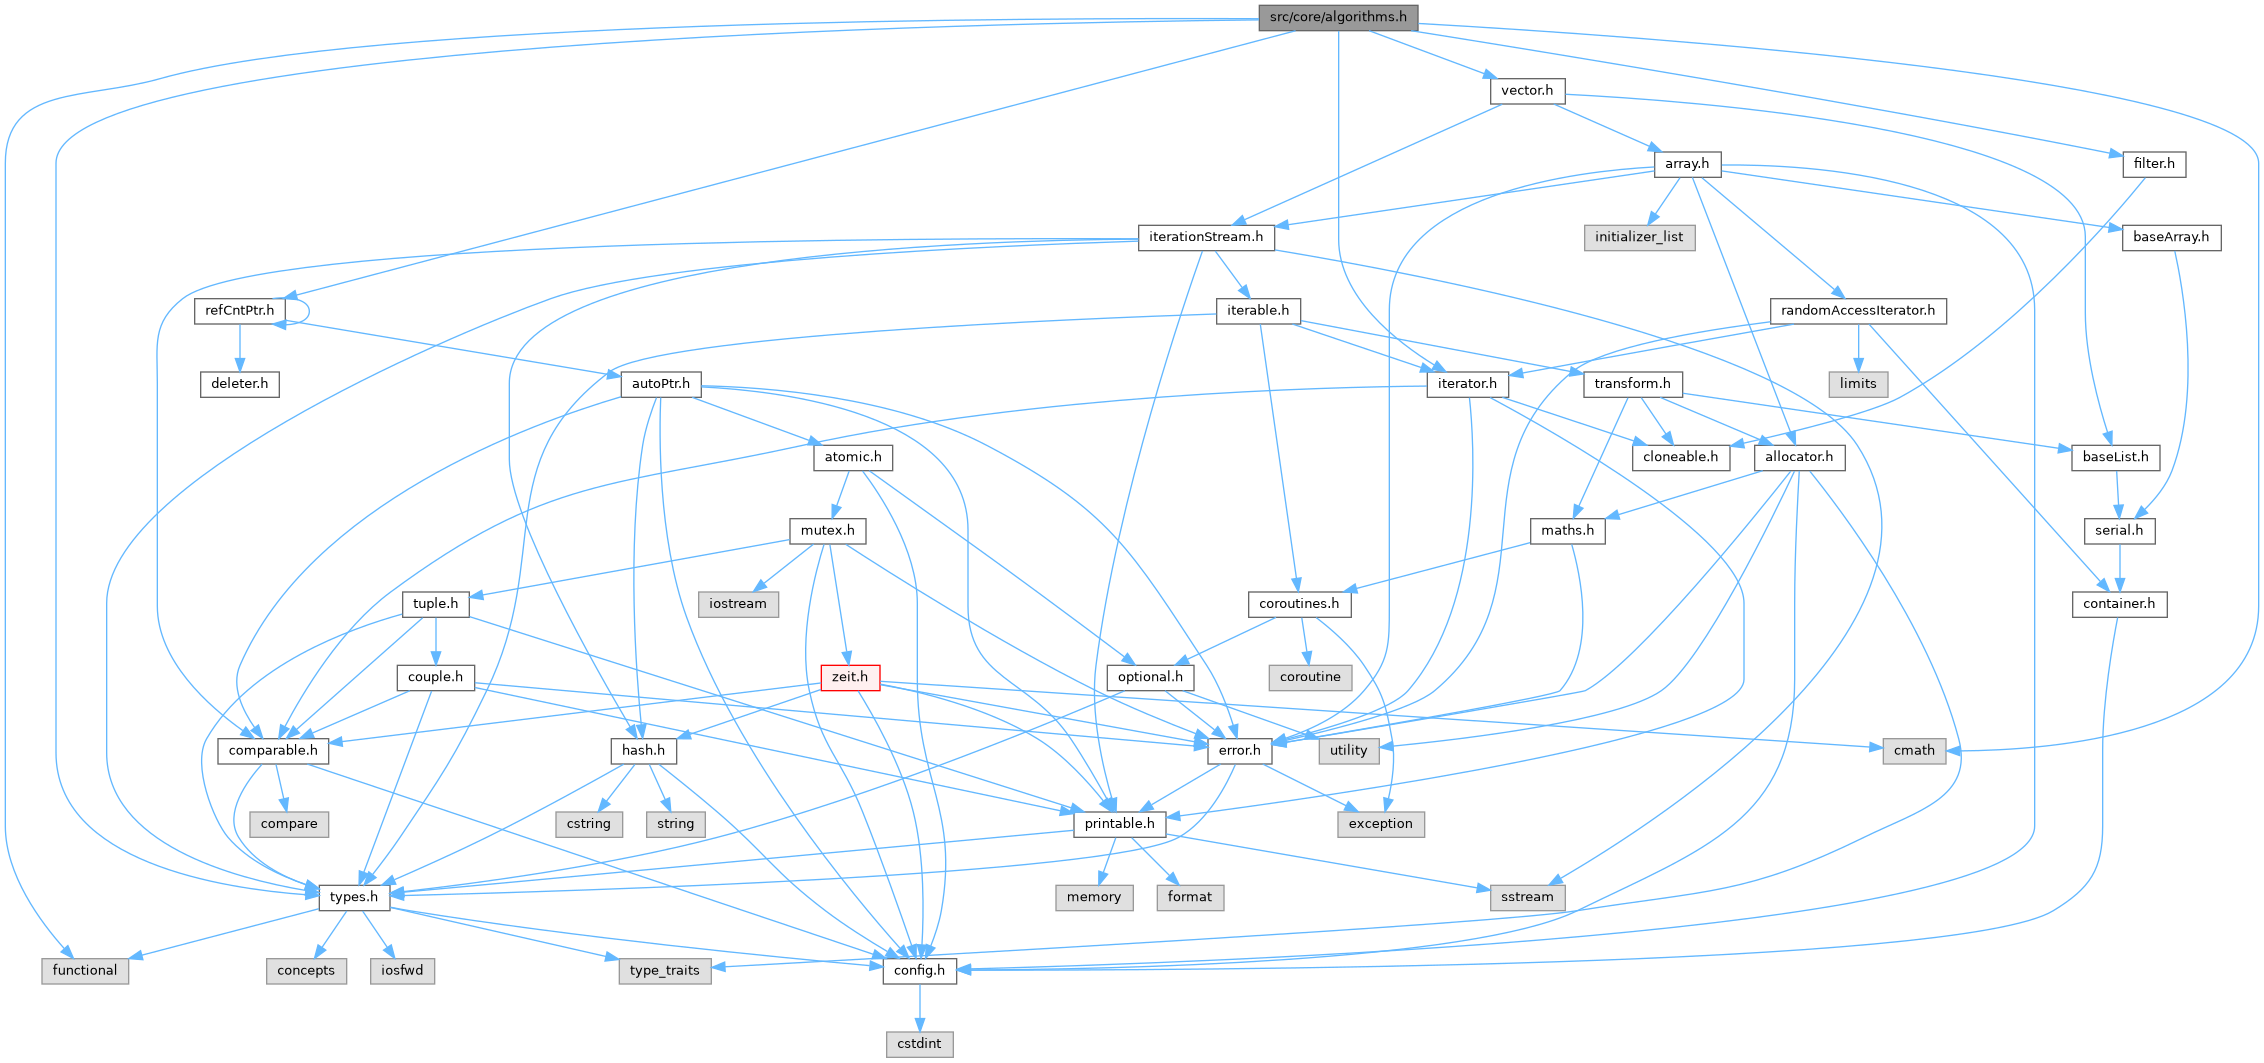 src/core/algorithms.h
vector.h
array.h
filter.h
iterationStream.h
initializer_list
baseArray.h
refCntPtr.h
iterable.h
randomAccessIterator.h
deleter.h
autoPtr.h
iterator.h
transform.h
limits
atomic.h
cloneable.h
allocator.h
baseList.h
mutex.h
maths.h
serial.h
tuple.h
iostream
coroutines.h
container.h
couple.h
zeit.h
optional.h
coroutine
comparable.h
hash.h
error.h
utility
cmath
compare
cstring
string
printable.h
exception
types.h
memory
format
sstream
functional
concepts
iosfwd
type_traits
config.h
cstdint